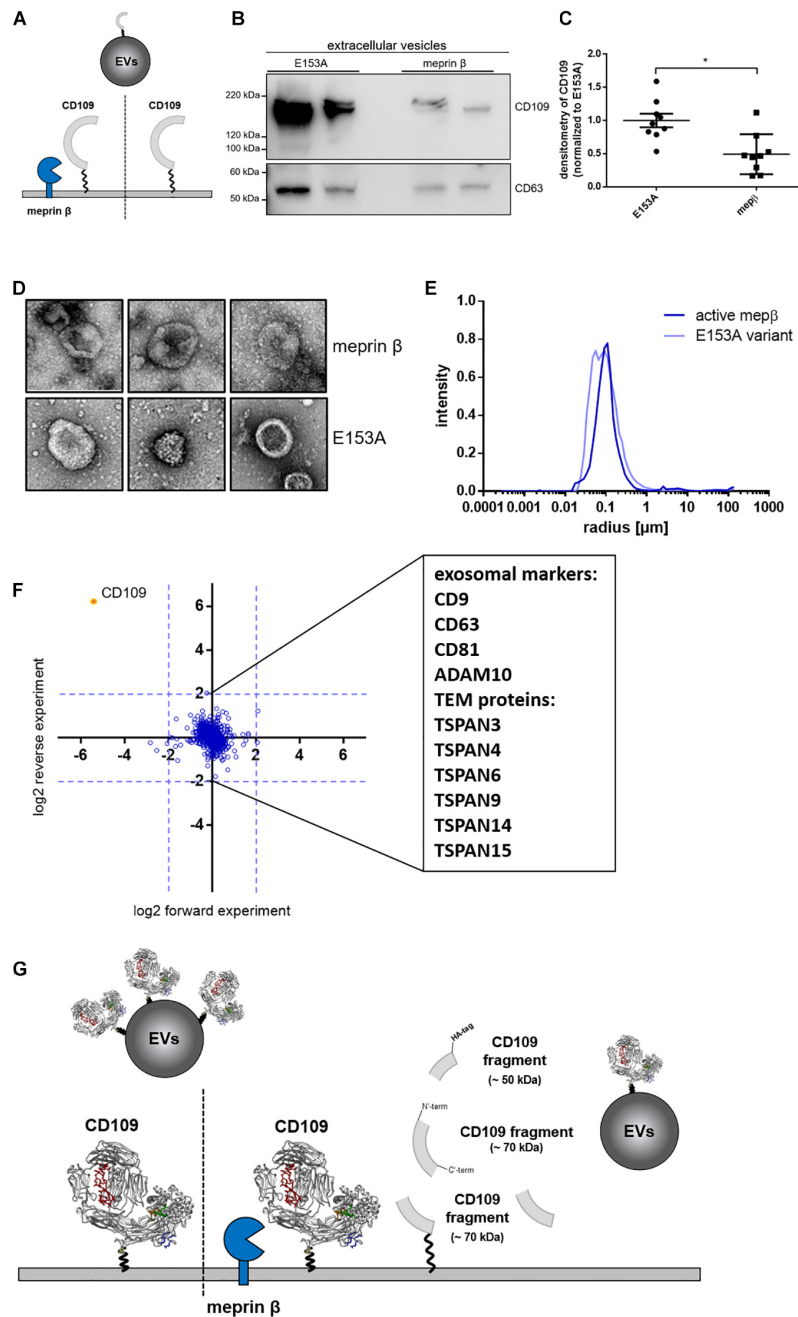 A
EVs
CD109
CD109
meprin β
B
extracellular vesicles
E153A
meprin β
220 kDa
120 kDa
100 kDa
CD109
60 kDa
50 kDa
CD63
C
densitometry of CD109
(normalized to E153A)
2.0
1.5
1.0
0.5
0.0
*
E153A
mepβ
D
meprin β
E153A
E
intensity
1.0
0.8
0.6
0.4
0.2
0.0
active mepβ
E153A variant
0.0001 0.001 0.01 0.1 1 10 100 1000
radius [µm]
F
CD109
log2 reverse experiment
6
4
2
-2
-4
-6 -4 -2 2 4 6
log2 forward experiment
exosomal markers:
CD9
CD63
CD81
ADAM10
TEM proteins:
TSPAN3
TSPAN4
TSPAN6
TSPAN9
TSPAN14
TSPAN15
G
EVs
CD109
CD109
meprin β
HA-tag
CD109
fragment
(~ 50 kDa)
N'-term
CD109 fragment
(~ 70 kDa)
C'-term
CD109
fragment
(~ 70 kDa)
EVs